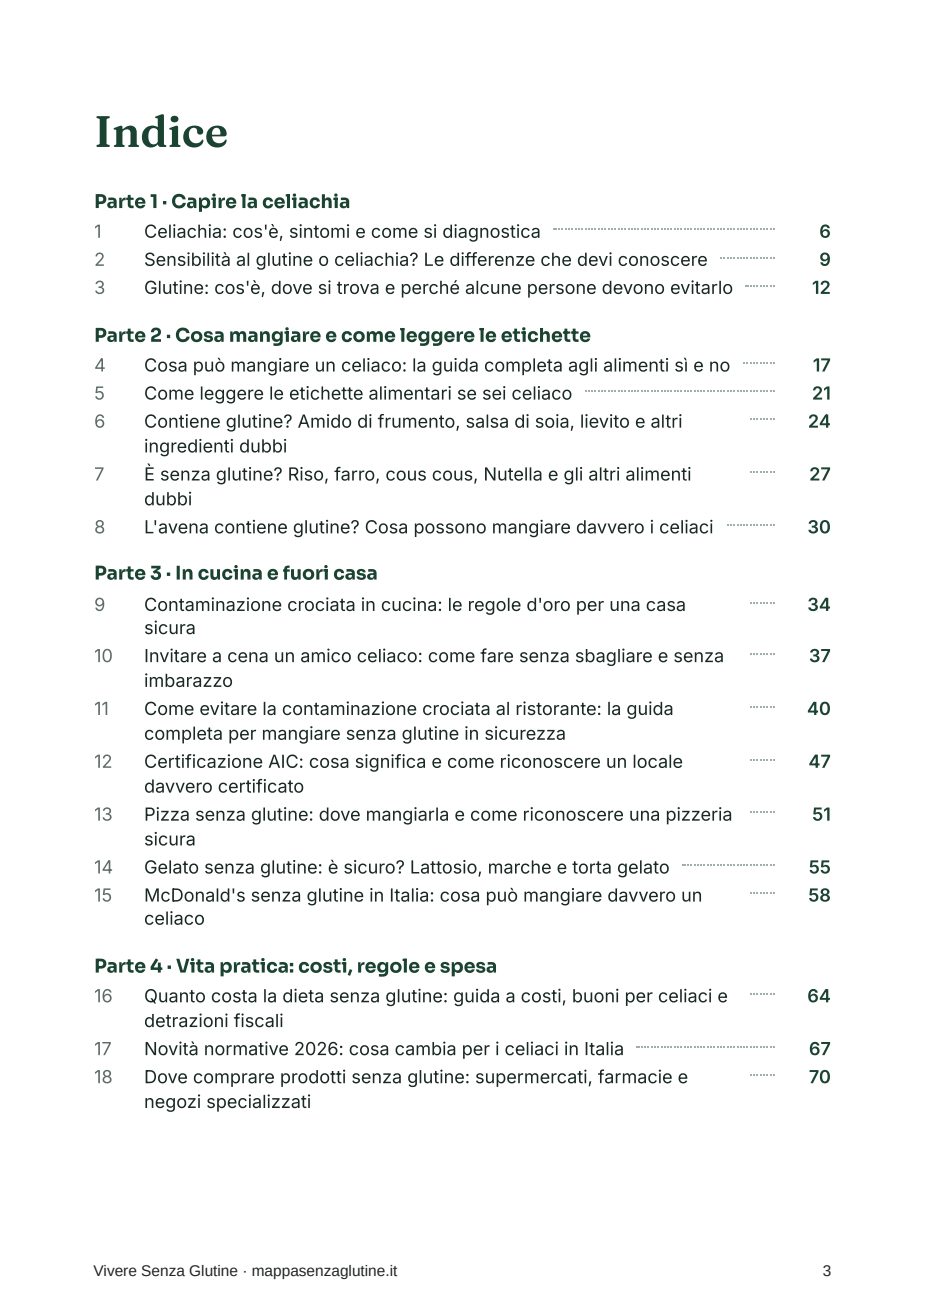 Indice
Parte 1 · Capire la celiachia
1 Celiachia: cos'è, sintomi e come si diagnostica 6
2 Sensibilità al glutine o celiachia? Le differenze che devi conoscere 9
3 Glutine: cos'è, dove si trova e perché alcune persone devono evitarlo 12
Parte 2 · Cosa mangiare e come leggere le etichette
4 Cosa può mangiare un celiaco: la guida completa agli alimenti sì e no 17
5 Come leggere le etichette alimentari se sei celiaco 21
6 Contiene glutine? Amido di frumento, salsa di soia, lievito e altri 24
ingredienti dubbi
7 È senza glutine? Riso, farro, cous cous, Nutella e gli altri alimenti 27
dubbi
8 L'avena contiene glutine? Cosa possono mangiare davvero i celiaci 30
Parte 3 · In cucina e fuori casa
9 Contaminazione crociata in cucina: le regole d'oro per una casa 34
sicura
10 Invitare a cena un amico celiaco: come fare senza sbagliare e senza 37
imbarazzo
11 Come evitare la contaminazione crociata al ristorante: la guida 40
completa per mangiare senza glutine in sicurezza
12 Certificazione AIC: cosa significa e come riconoscere un locale 47
davvero certificato
13 Pizza senza glutine: dove mangiarla e come riconoscere una pizzeria 51
sicura
14 Gelato senza glutine: è sicuro? Lattosio, marche e torta gelato 55
15 McDonald's senza glutine in Italia: cosa può mangiare davvero un 58
celiaco
Parte 4 · Vita pratica: costi, regole e spesa
16 Quanto costa la dieta senza glutine: guida a costi, buoni per celiaci e 64
detrazioni fiscali
17 Novità normative 2026: cosa cambia per i celiaci in Italia 67
18 Dove comprare prodotti senza glutine: supermercati, farmacie e 70
negozi specializzati
Vivere Senza Glutine · mappasenzaglutine.it 3